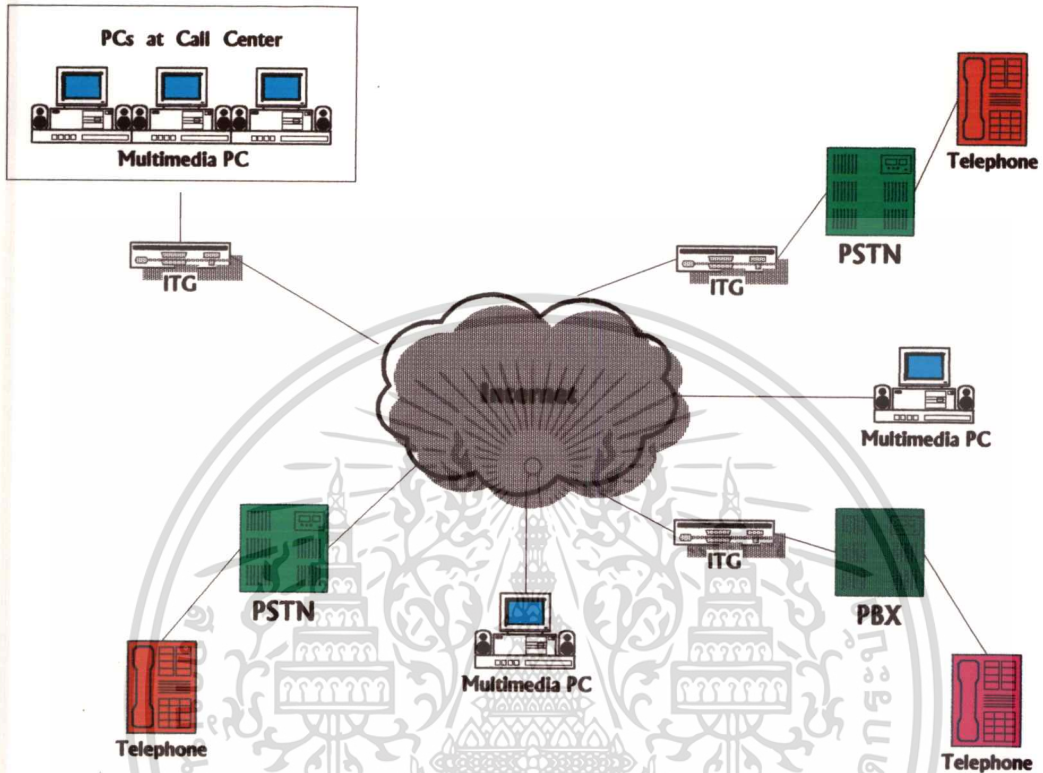 PCs at Call Center
Multimedia PC
Telephone
PSTN
ITG
ITG
Internet
Multimedia PC
ITG
PSTN
PBX
Multimedia PC
Telephone
Telephone